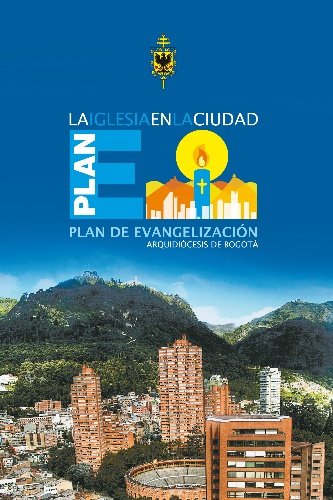 LAIGLESIAENLACIUDAD
PLAN
E
PLAN DE EVANGELIZACIÓN
ARQUIDIÓCESIS DE BOGOTÁ